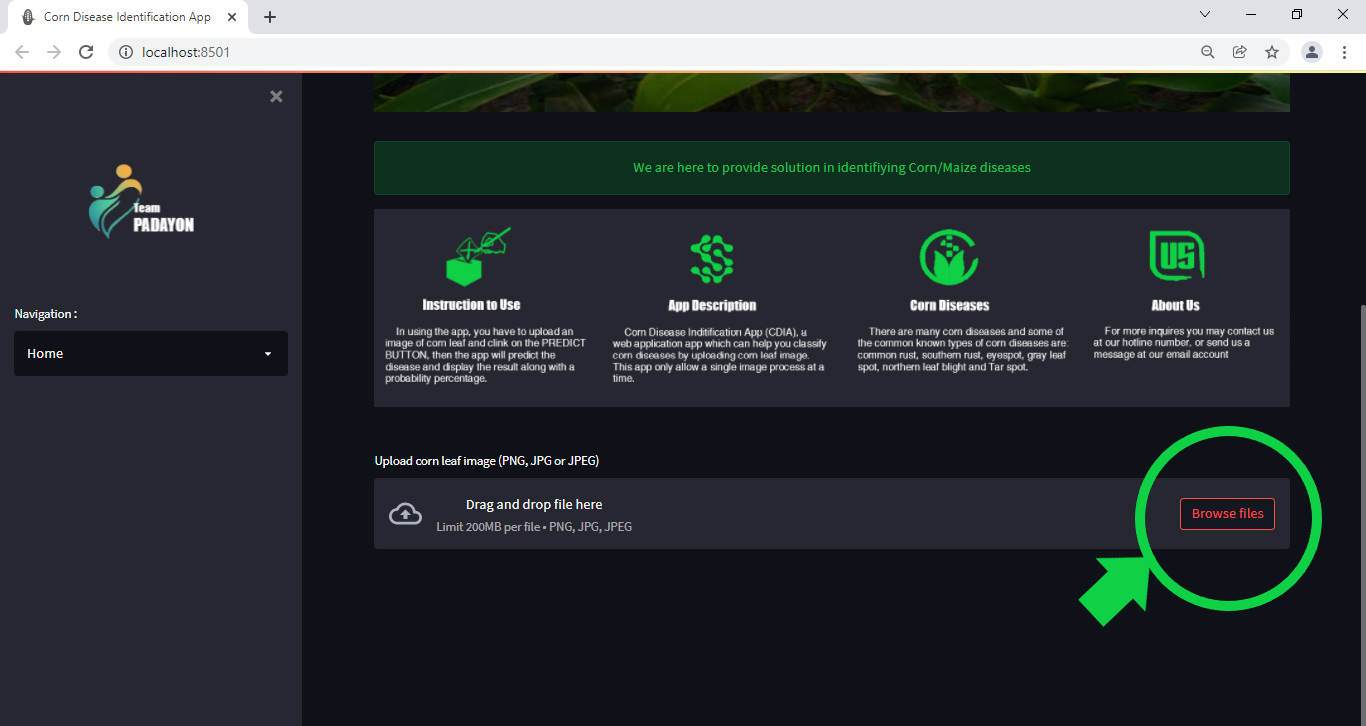 Corn Disease Identification App
localhost:8501
Team
PADAYON
Navigation :
Home
We are here to provide solution in identifiying Corn/Maize diseases
Instruction to Use
In using the app, you have to upload an
image of corn leaf and clink on the PREDICT
BUTTON, then the app will predict the
disease and display the result along with a
probability percentage.
App Description
Corn Disease Inditification App (CDIA), a
web application app which can help you classify
corn diseases by uploading corn leaf image.
This app only allow a single image process at a
time.
Corn Diseases
There are many corn diseases and some of
the common known types of corn diseases are:
common rust, southern rust, eyespot, gray leaf
spot, northern leaf blight and Tar spot.
US
About Us
For more inquires you may contact us
at our hotline number, or send us a
message at our email account
Upload corn leaf image (PNG, JPG or JPEG)
Drag and drop file here
Limit 200MB per file • PNG, JPG, JPEG
Browse files